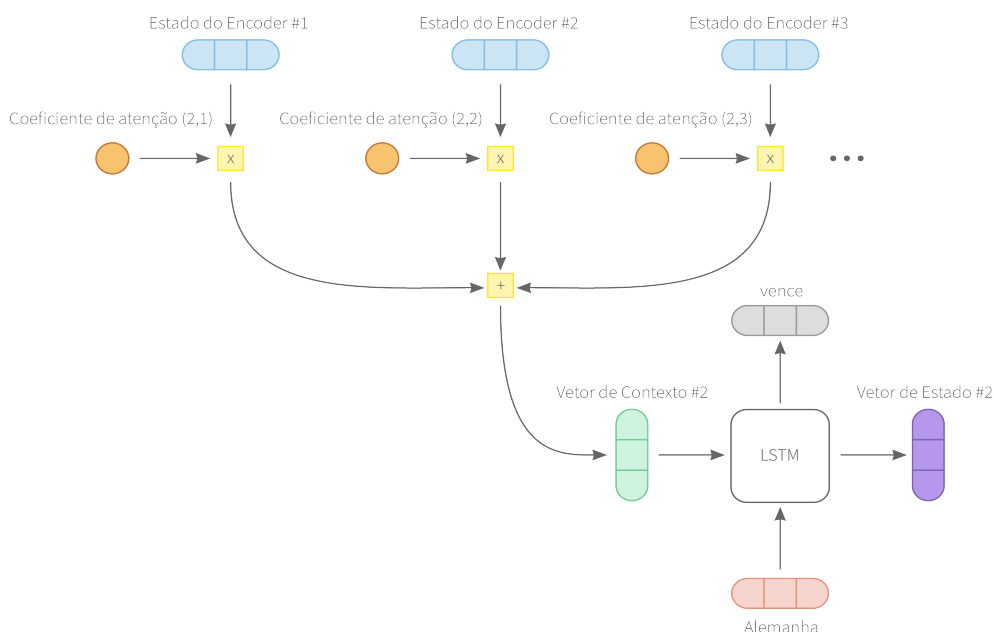 Estado do Encoder #1
Estado do Encoder #2
Estado do Encoder #3
Coeficiente de atenção (2,1)
Coeficiente de atenção (2,2)
Coeficiente de atenção (2,3)
x
x
x
+
vence
Vetor de Contexto #2
Vetor de Estado #2
LSTM
Alemanha